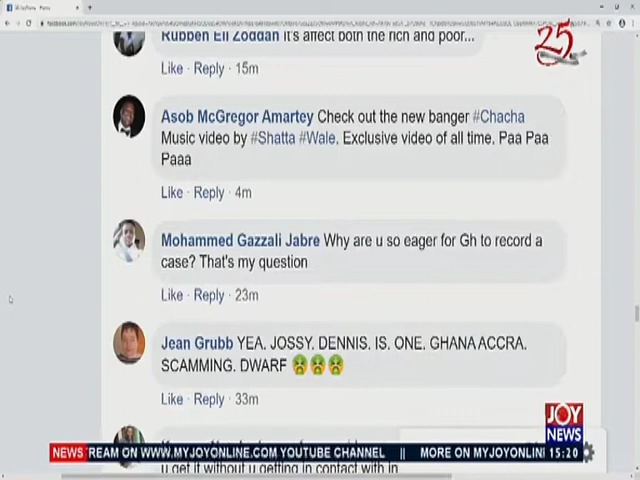 Rubben Eli Zoddan It's affect both the rich and poor...
25
Like · Reply · 15m
Asob McGregor Amartey Check out the new banger #Chacha
Music video by #Shatta #Wale. Exclusive video of all time. Paa Paa
Paaa
Like · Reply · 4m
Mohammed Gazzali Jabre Why are u so eager for Gh to record a
case? That's my question
Like · Reply · 23m
Jean Grubb YEA. JOSSY. DENNIS. IS. ONE. GHANA ACCRA.
SCAMMING. DWARF 🤮🤮🤮
Like · Reply · 33m
JOY
NEWS
NEWS TREAM ON WWW.MYJOYONLINE.COM YOUTUBE CHANNEL || MORE ON MYJOYONLINE 15:20
u get it without u getting in contact with in